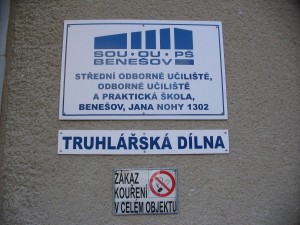 SOU·OU·PŠ
BENEŠOV
STŘEDNÍ ODBORNÉ UČILIŠTĚ,
ODBORNÉ UČILIŠTĚ
A PRAKTICKÁ ŠKOLA,
BENEŠOV, JANA NOHY 1302
TRUHLÁŘSKÁ DÍLNA
ZÁKAZ
KOUŘENÍ
V CELÉM OBJEKTU